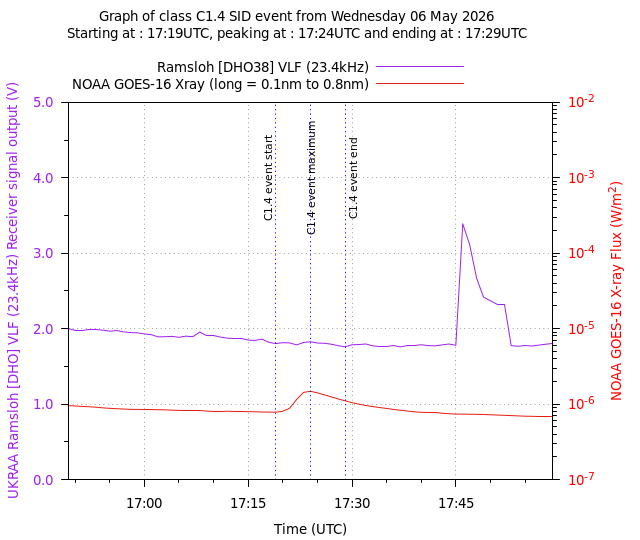 Graph of class C1.4 SID event from Wednesday 06 May 2026
Starting at : 17:19UTC, peaking at : 17:24UTC and ending at : 17:29UTC
Ramsloh [DHO38] VLF (23.4kHz)
NOAA GOES-16 Xray (long = 0.1nm to 0.8nm)
UKRAA Ramsloh [DHO] VLF (23.4kHz) Receiver signal output (V)
5.0
4.0
3.0
2.0
1.0
0.0
C1.4 event start
C1.4 event maximum
C1.4 event end
10-2
10-3
10-4
10-5
10-6
10-7
NOAA GOES-16 X-ray Flux (W/m2)
17:00
17:15
17:30
17:45
Time (UTC)